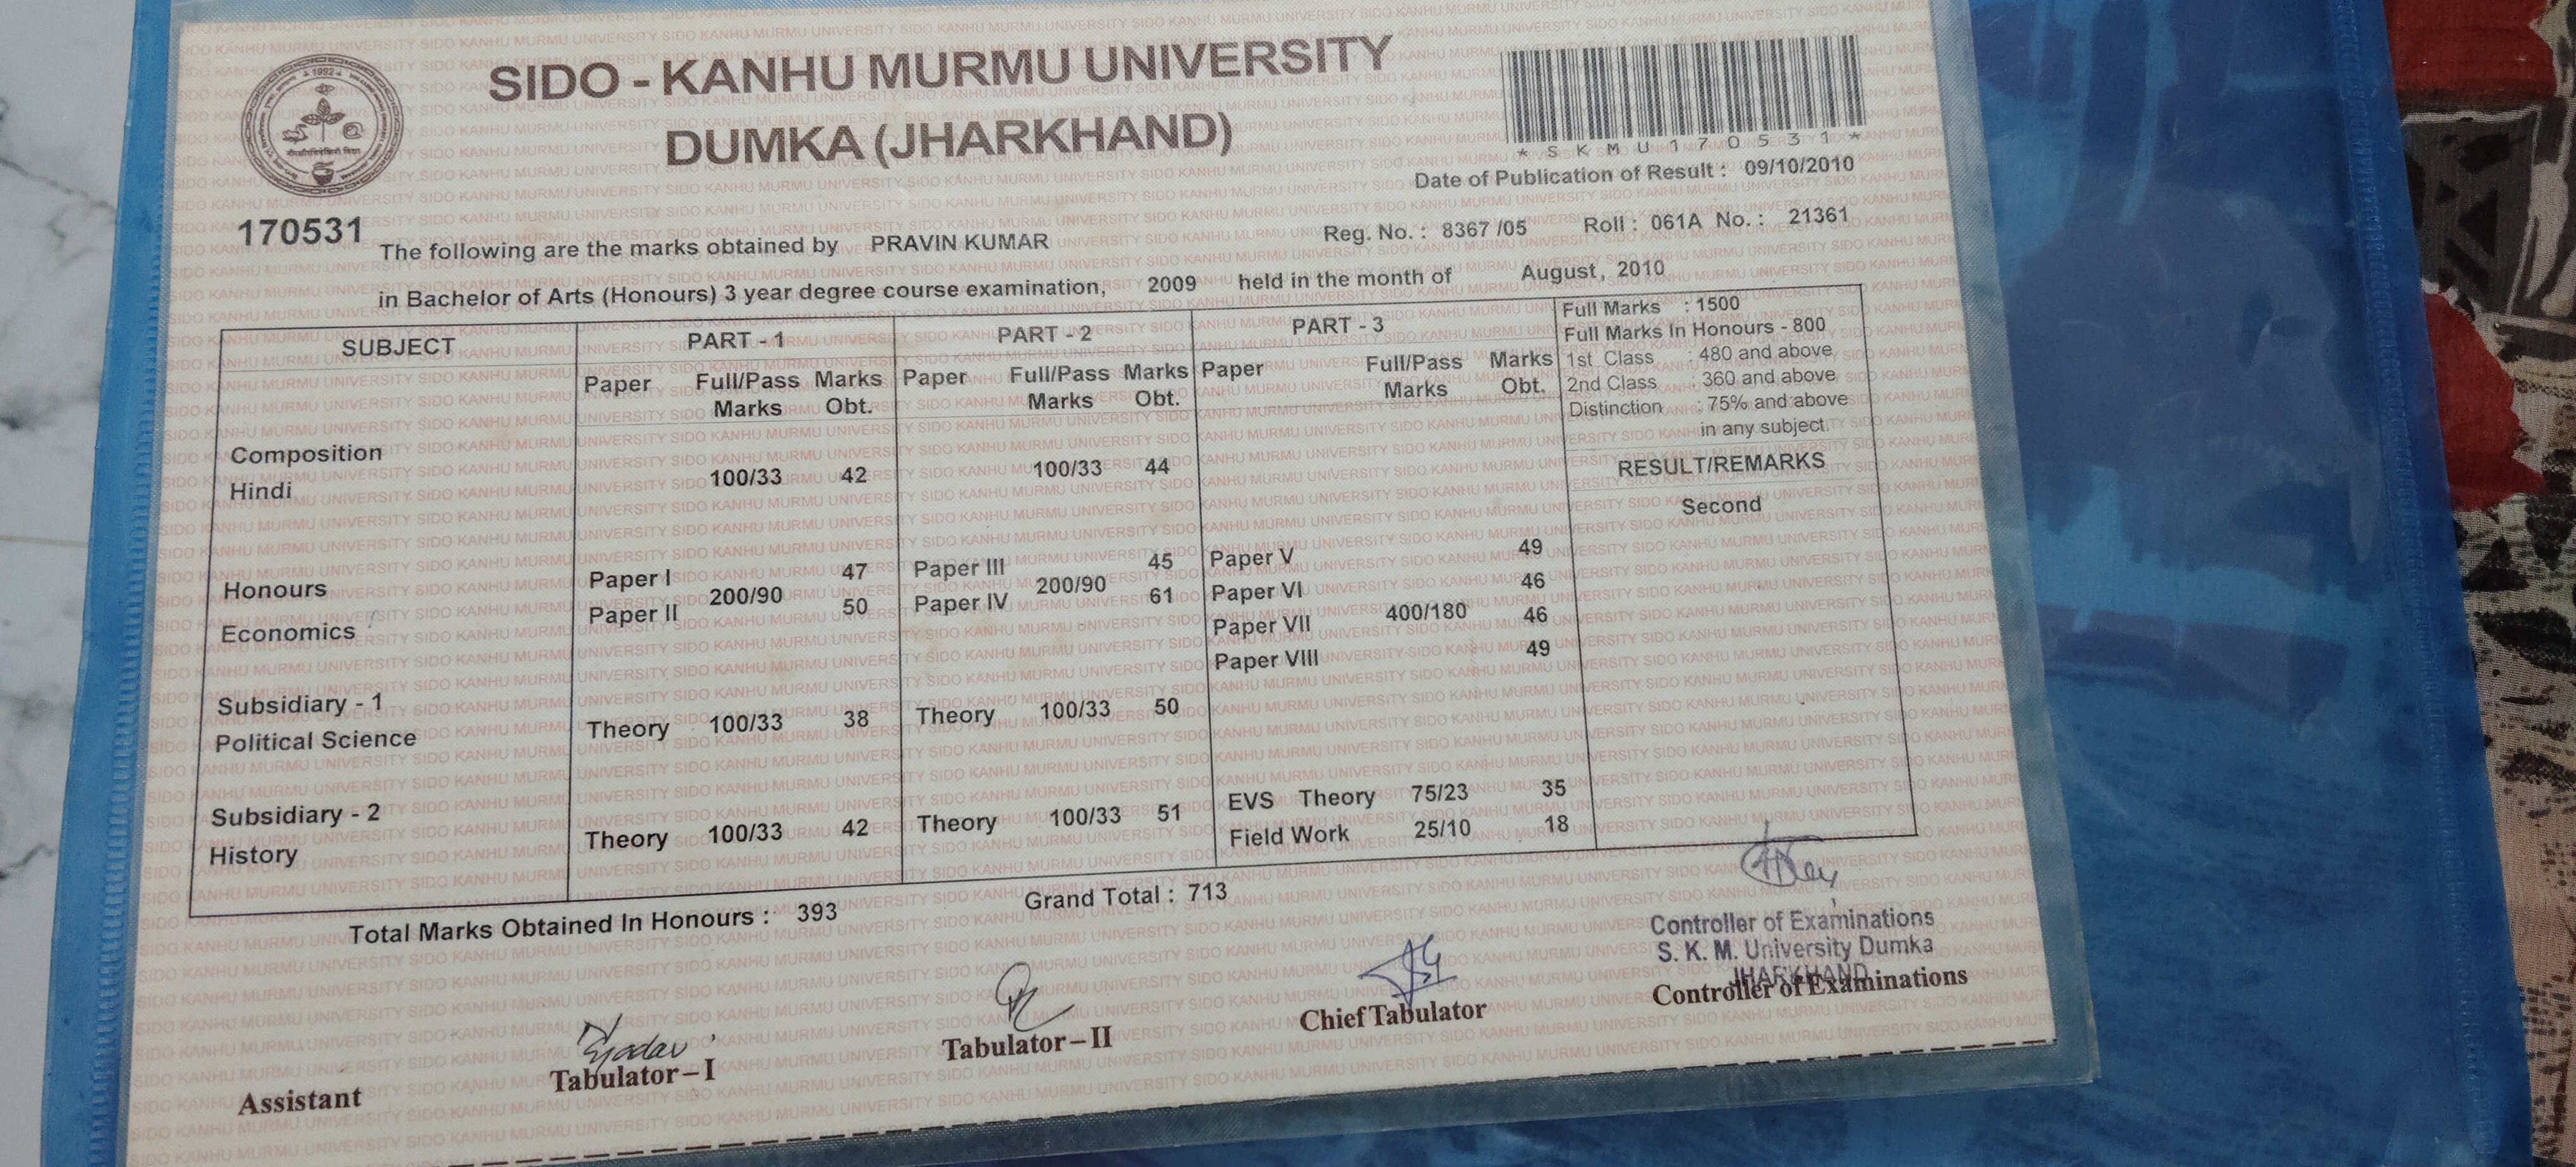 SIDO - KANHU MURMU UNIVERSITY
DUMKA (JHARKHAND)
1992
* S K M U 1 7 0 5 3 1 *
Date of Publication of Result : 09/10/2010
170531
Reg. No. : 8367 /05 Roll : 061A No. : 21361
The following are the marks obtained by PRAVIN KUMAR
in Bachelor of Arts (Honours) 3 year degree course examination, 2009 held in the month of August, 2010
SUBJECT PART - 1 PART - 2 PART - 3
Paper Full/Pass Marks Marks Obt. Paper Full/Pass Marks Marks Obt. Paper Full/Pass Marks Marks Obt.
Full Marks : 1500
Full Marks In Honours - 800
1st Class : 480 and above
2nd Class : 360 and above
Distinction : 75% and above
in any subject.
RESULT/REMARKS
Second
Composition
Hindi 100/33 42 100/33 44
Honours
Economics
Paper I 47
200/90
Paper II 50
Paper III 45
200/90
Paper IV 61
Paper V 49
Paper VI 46
Paper VII 400/180 46
Paper VIII 49
Subsidiary - 1
Political Science
Theory 100/33 38 Theory 100/33 50
Subsidiary - 2
History
Theory 100/33 42 Theory 100/33 51
EVS Theory 75/23 35
Field Work 25/10 18
Total Marks Obtained In Honours : 393 Grand Total : 713
Controller of Examinations
S. K. M. University Dumka
JHARKHAND
Assistant Tabulator – I Tabulator – II Chief Tabulator Controller of Examinations